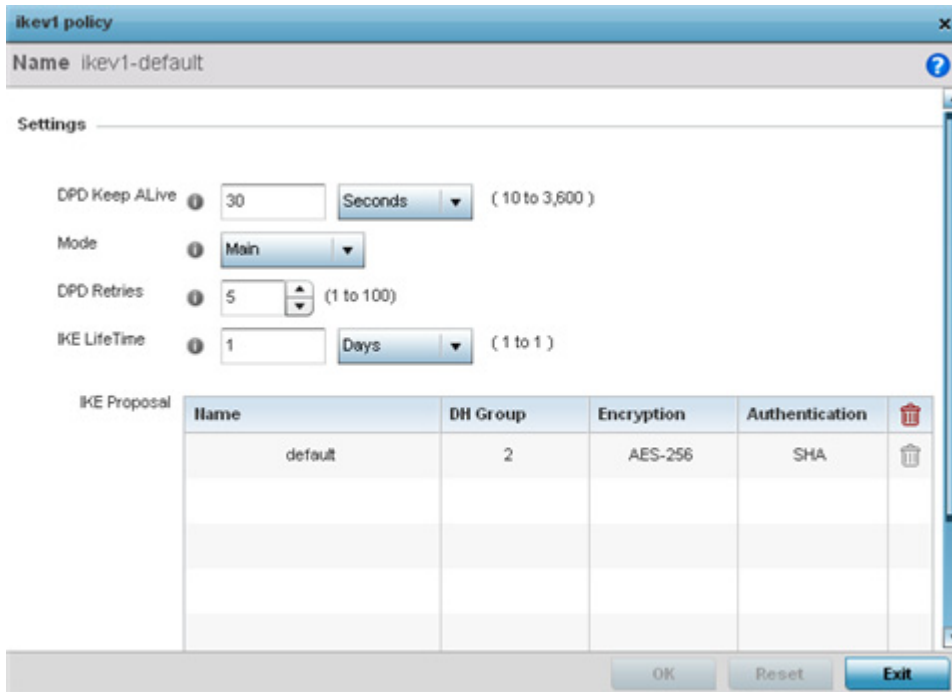 ikev1 policy
Name ikev1-default
Settings
DPD Keep ALive 30 Seconds ( 10 to 3,600 )
Mode Main
DPD Retries 5 (1 to 100)
IKE LifeTime 1 Days ( 1 to 1 )
IKE Proposal
Name DH Group Encryption Authentication
default 2 AES-256 SHA
OK Reset Exit